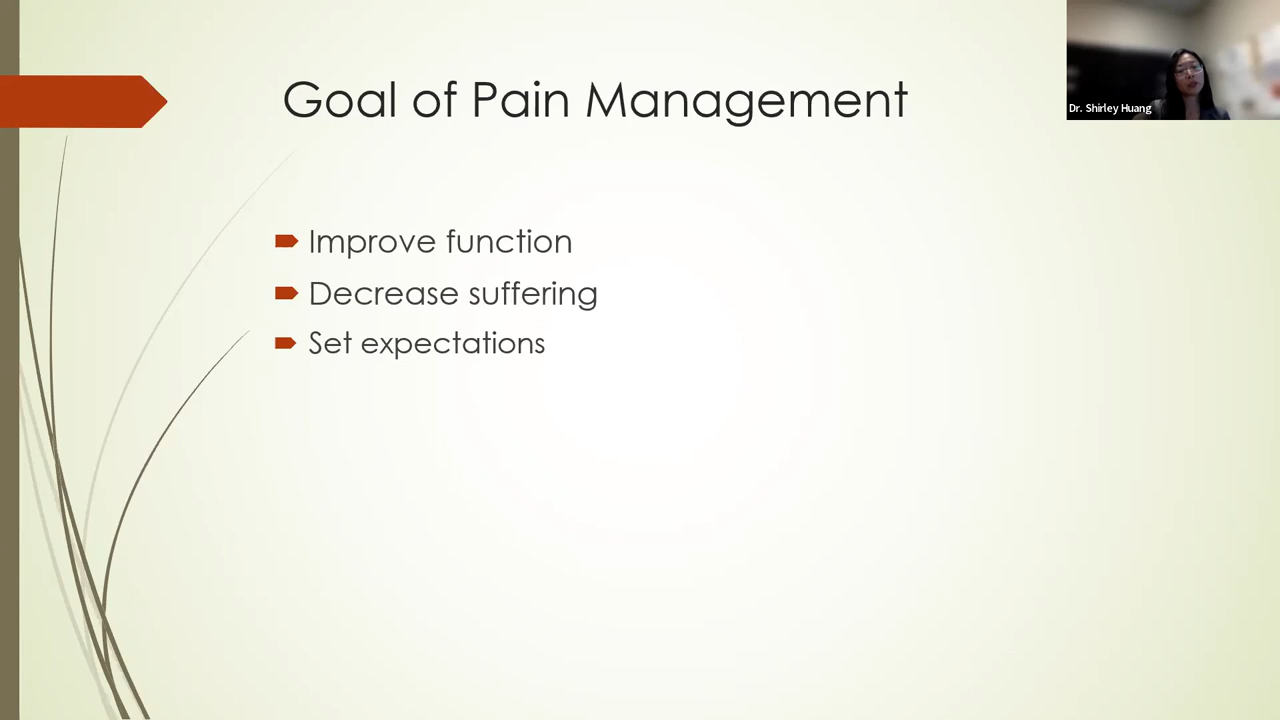 Goal of Pain Management
Dr. Shirley Huang
Improve function
Decrease suffering
Set expectations